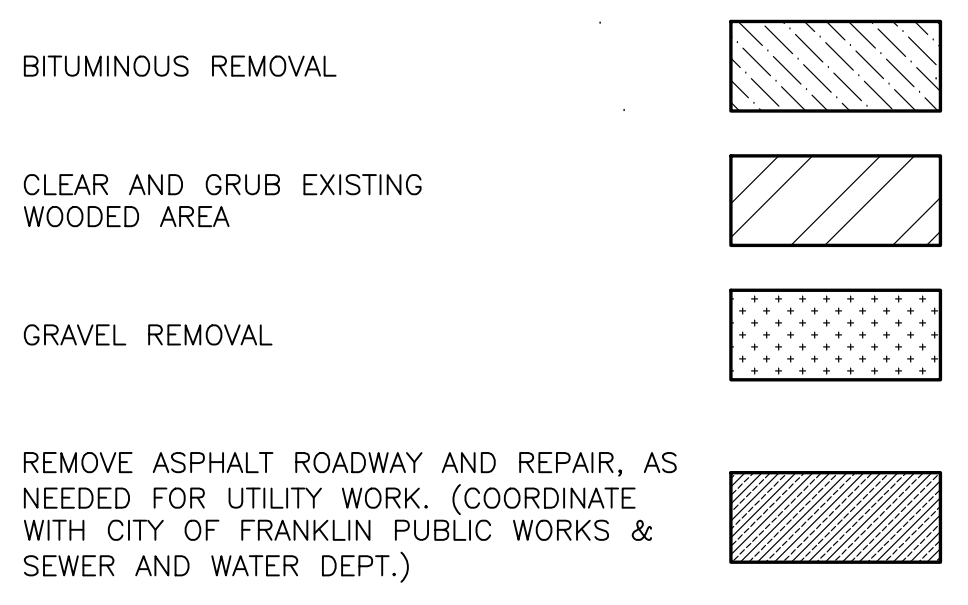 BITUMINOUS REMOVAL
CLEAR AND GRUB EXISTING
WOODED AREA
GRAVEL REMOVAL
REMOVE ASPHALT ROADWAY AND REPAIR, AS
NEEDED FOR UTILITY WORK. (COORDINATE
WITH CITY OF FRANKLIN PUBLIC WORKS &
SEWER AND WATER DEPT.)